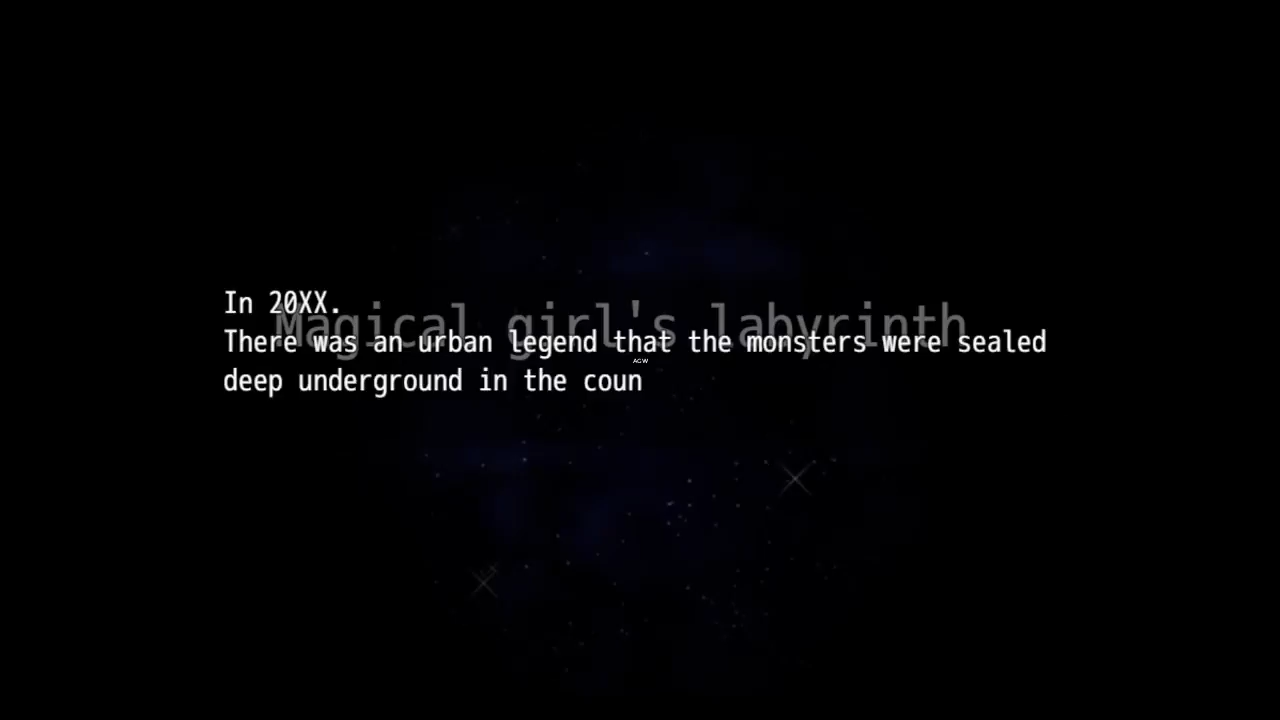 In 20XX.
Magical girl's labyrinth
There was an urban legend that the monsters were sealed
AGW
deep underground in the coun